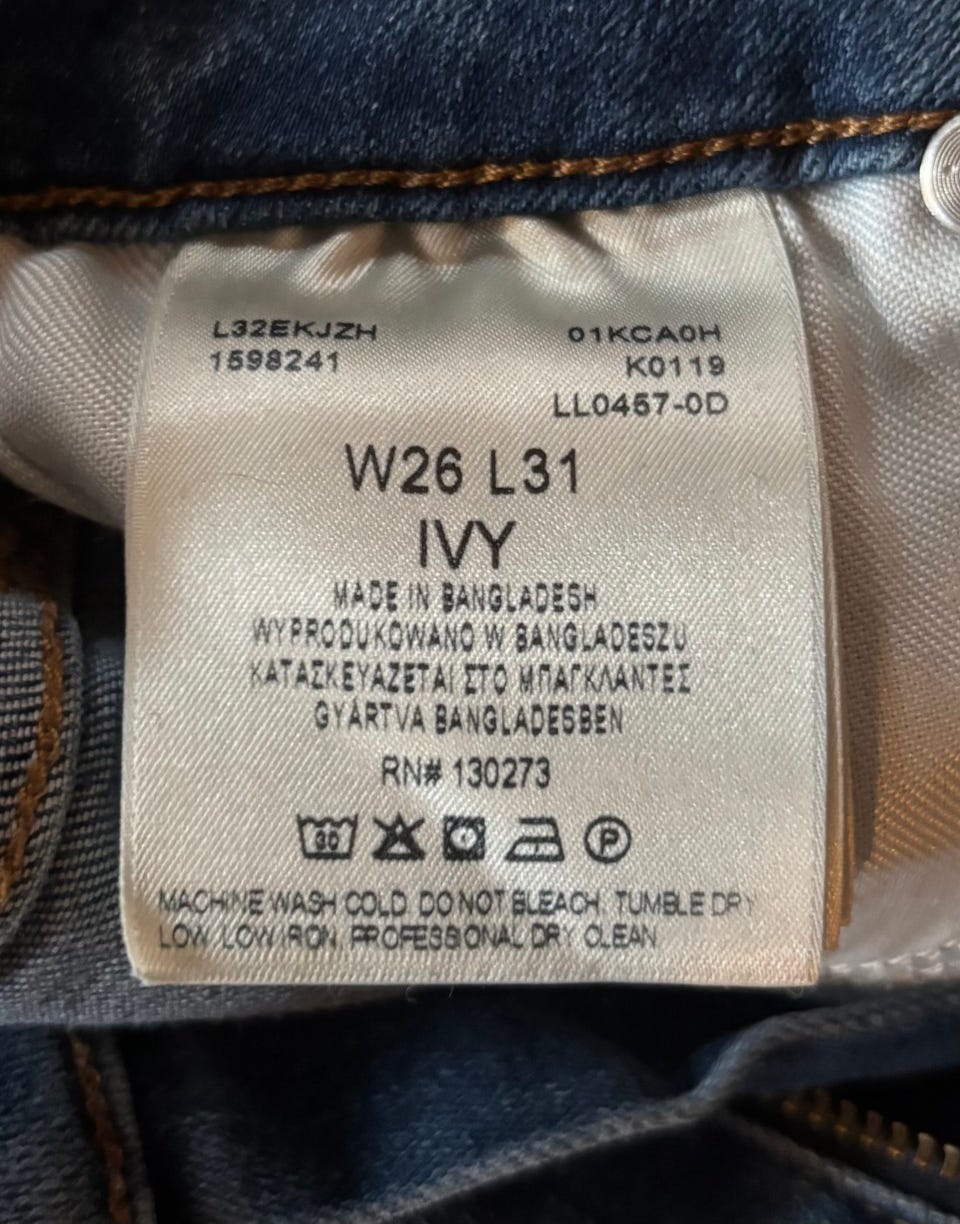 L32EKJZH 01KCA0H
1598241 K0119
LL0457-0D
W26 L31
IVY
MADE IN BANGLADESH
WYPRODUKOWANO W BANGLADESZU
ΚΑΤΑΣΚΕΥΑΖΕΤΑΙ ΣΤΟ ΜΠΑΓΚΛΑΝΤΕΣ
GYÁRTVA BANGLADESBEN
RN# 130273
30 P
MACHINE WASH COLD. DO NOT BLEACH. TUMBLE DRY
LOW. LOW IRON. PROFESSIONAL DRY CLEAN